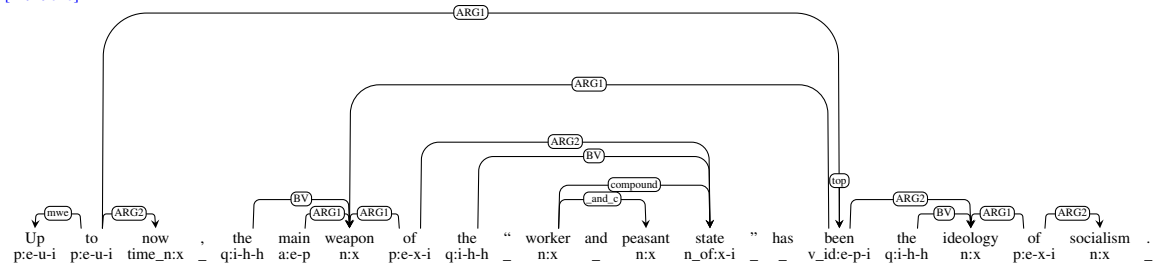 ARG1
ARG1
ARG2
BV
top
compound
_and_c
BV
ARG2
mwe
ARG2
ARG1
ARG1
BV
ARG1
ARG2
Up to now , the main weapon of the “ worker and peasant state ” has been the ideology of socialism .
p:e-u-i p:e-u-i time_n:x _ q:i-h-h a:e-p n:x p:e-x-i q:i-h-h _ n:x _ n:x n_of:x-i _ _ v_id:e-p-i q:i-h-h n:x p:e-x-i n:x _